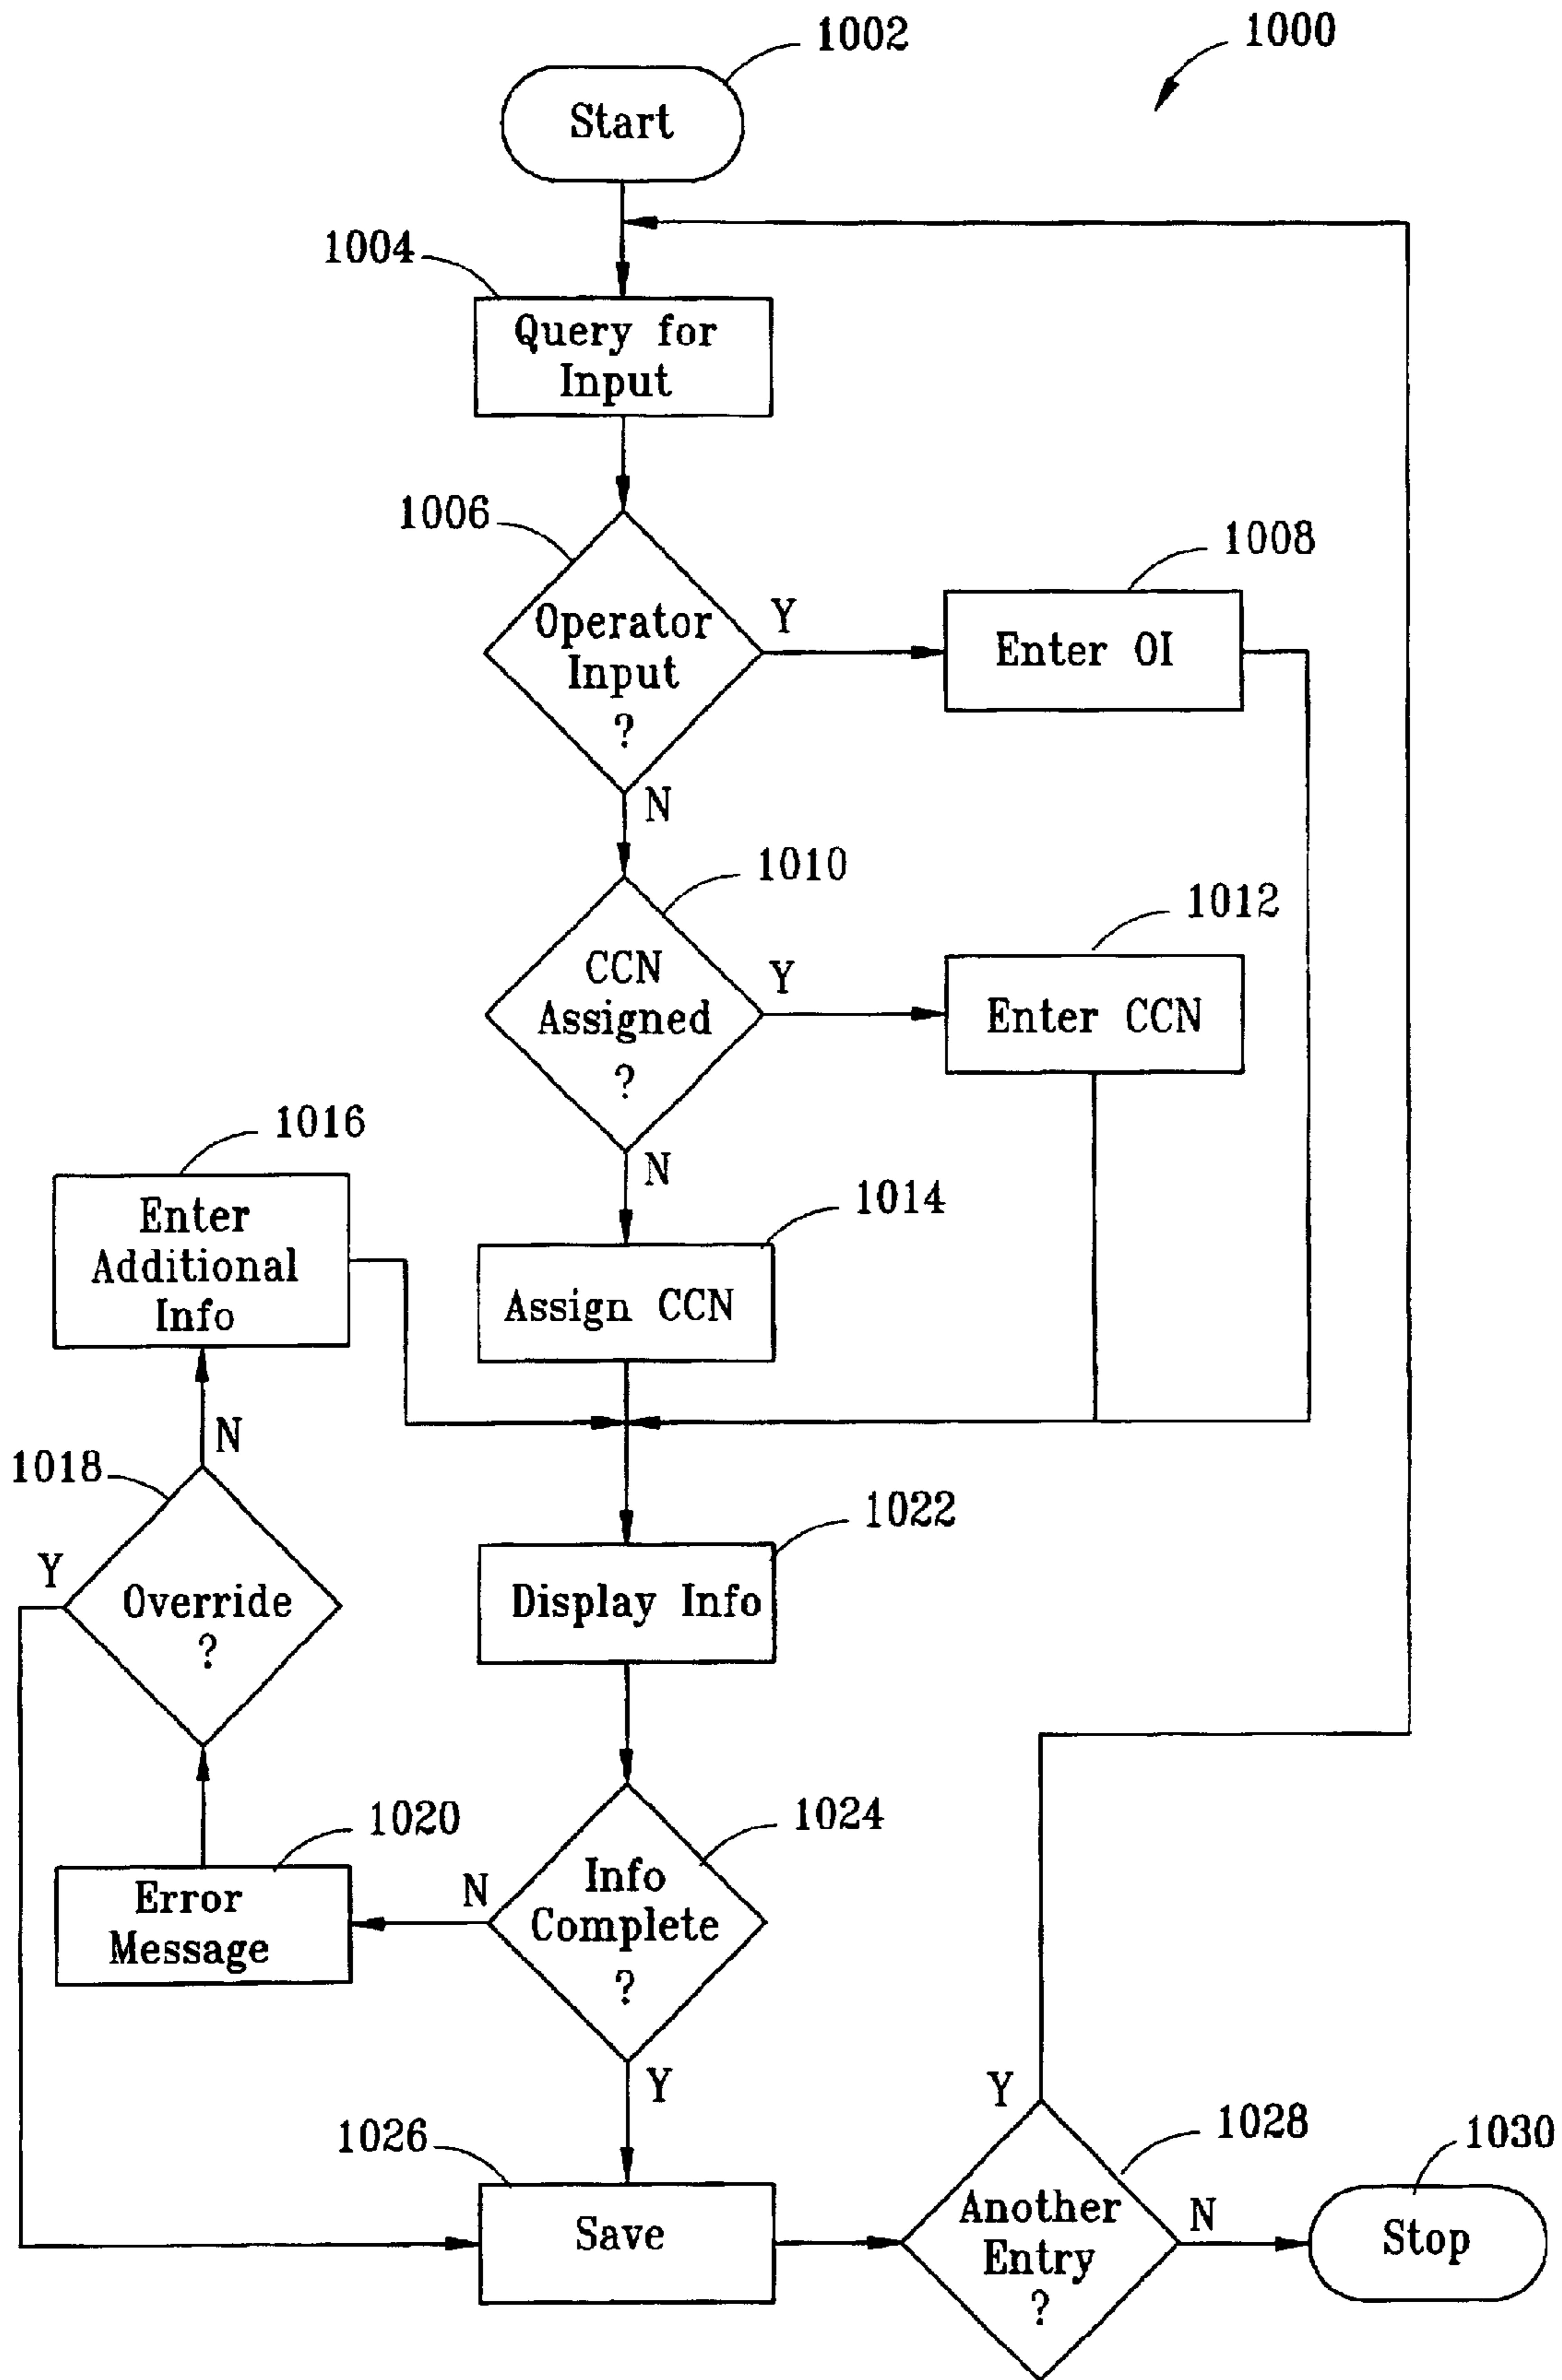 1002
1000
Start
1004
Query for
Input
1006
Operator
Input
?
Y
1008
Enter OI
N
1010
CCN
Assigned
?
Y
1012
Enter CCN
N
1016
Enter
Additional
Info
1014
Assign CCN
N
1018
Y
Override
?
1022
Display Info
1020
Error
Message
N
1024
Info
Complete
?
Y
1026
Save
Y
1028
Another
Entry
?
N
1030
Stop